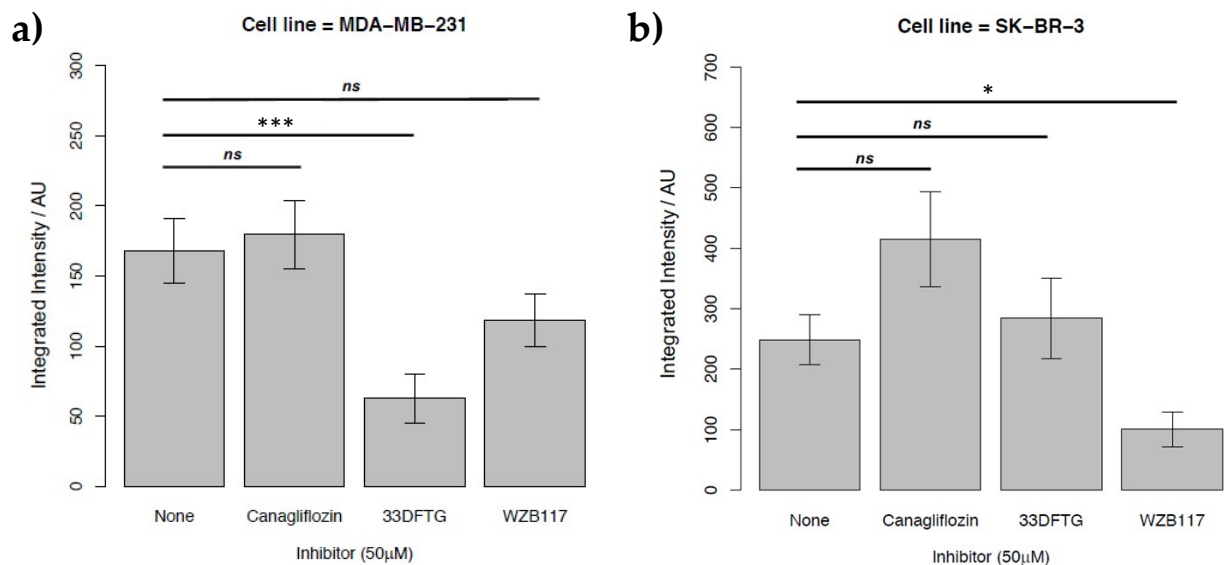 a)
Cell line = MDA−MB−231
Integrated Intensity / AU
300
250
200
150
100
50
0
ns
***
ns
None Canagliflozin 33DFTG WZB117
Inhibitor (50μM)
b)
Cell line = SK−BR−3
Integrated Intensity / AU
700
600
500
400
300
200
100
0
*
ns
ns
None Canagliflozin 33DFTG WZB117
Inhibitor (50μM)